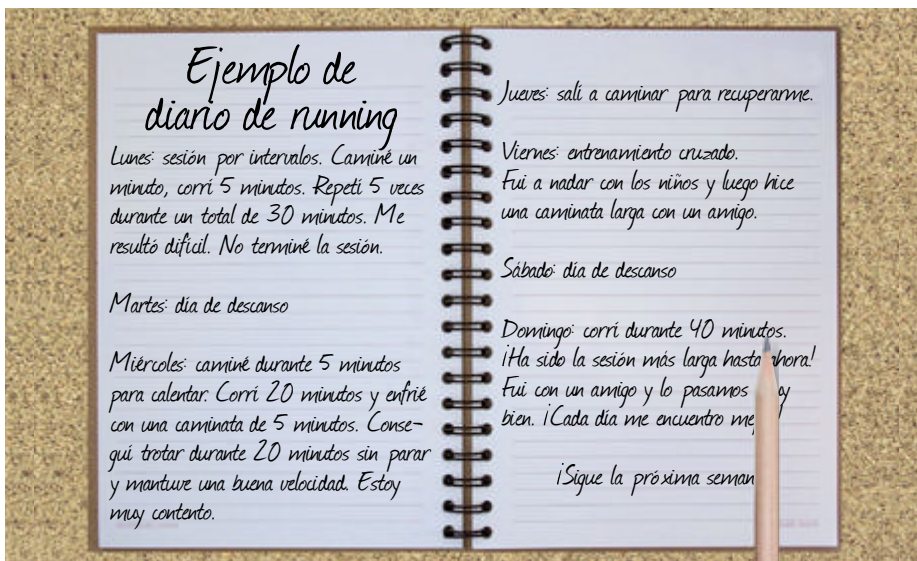 Ejemplo de
diario de running
Lunes: sesión por intervalos. Caminé un
minuto, corrí 5 minutos. Repetí 5 veces
durante un total de 30 minutos. Me
resultó difícil. No terminé la sesión.
Martes: día de descanso
Miércoles: caminé durante 5 minutos
para calentar. Corrí 20 minutos y enfrié
con una caminata de 5 minutos. Conse-
guí trotar durante 20 minutos sin parar
y mantuve una buena velocidad. Estoy
muy contento.
Jueves: salí a caminar para recuperarme.
Viernes: entrenamiento cruzado.
Fui a nadar con los niños y luego hice
una caminata larga con un amigo.
Sábado: día de descanso
Domingo: corrí durante 40 minutos.
¡Ha sido la sesión más larga hasta ahora!
Fui con un amigo y lo pasamos
bien. ¡Cada día me encuentro
¡Sigue la próxima